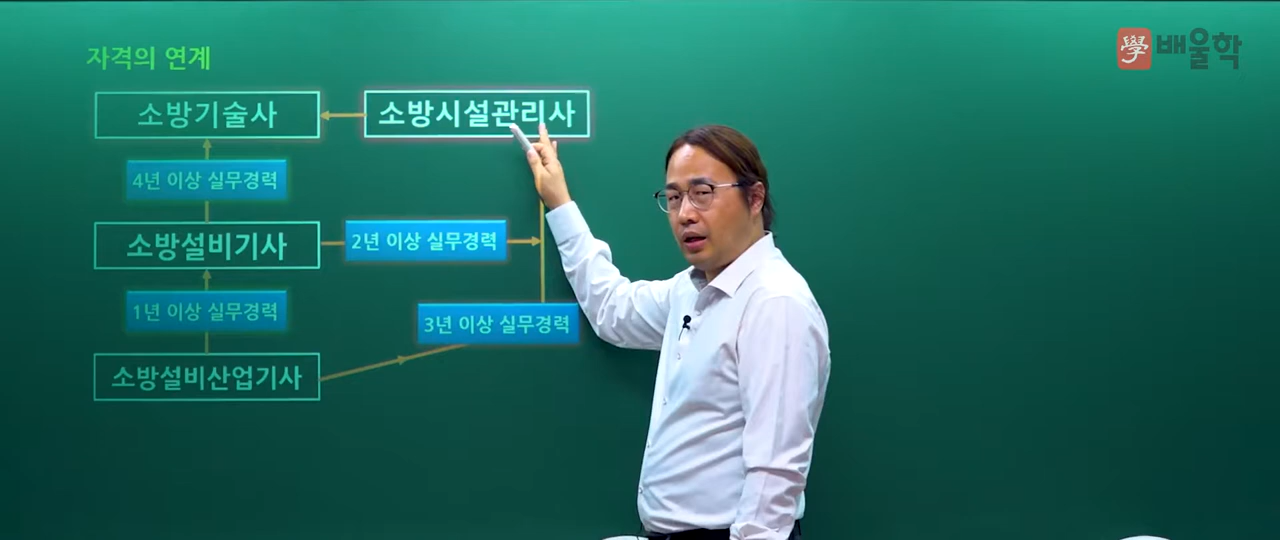 자격의 연계
學 배울학
소방기술사
소방시설관리사
4년 이상 실무경력
소방설비기사
2년 이상 실무경력
1년 이상 실무경력
3년 이상 실무경력
소방설비산업기사